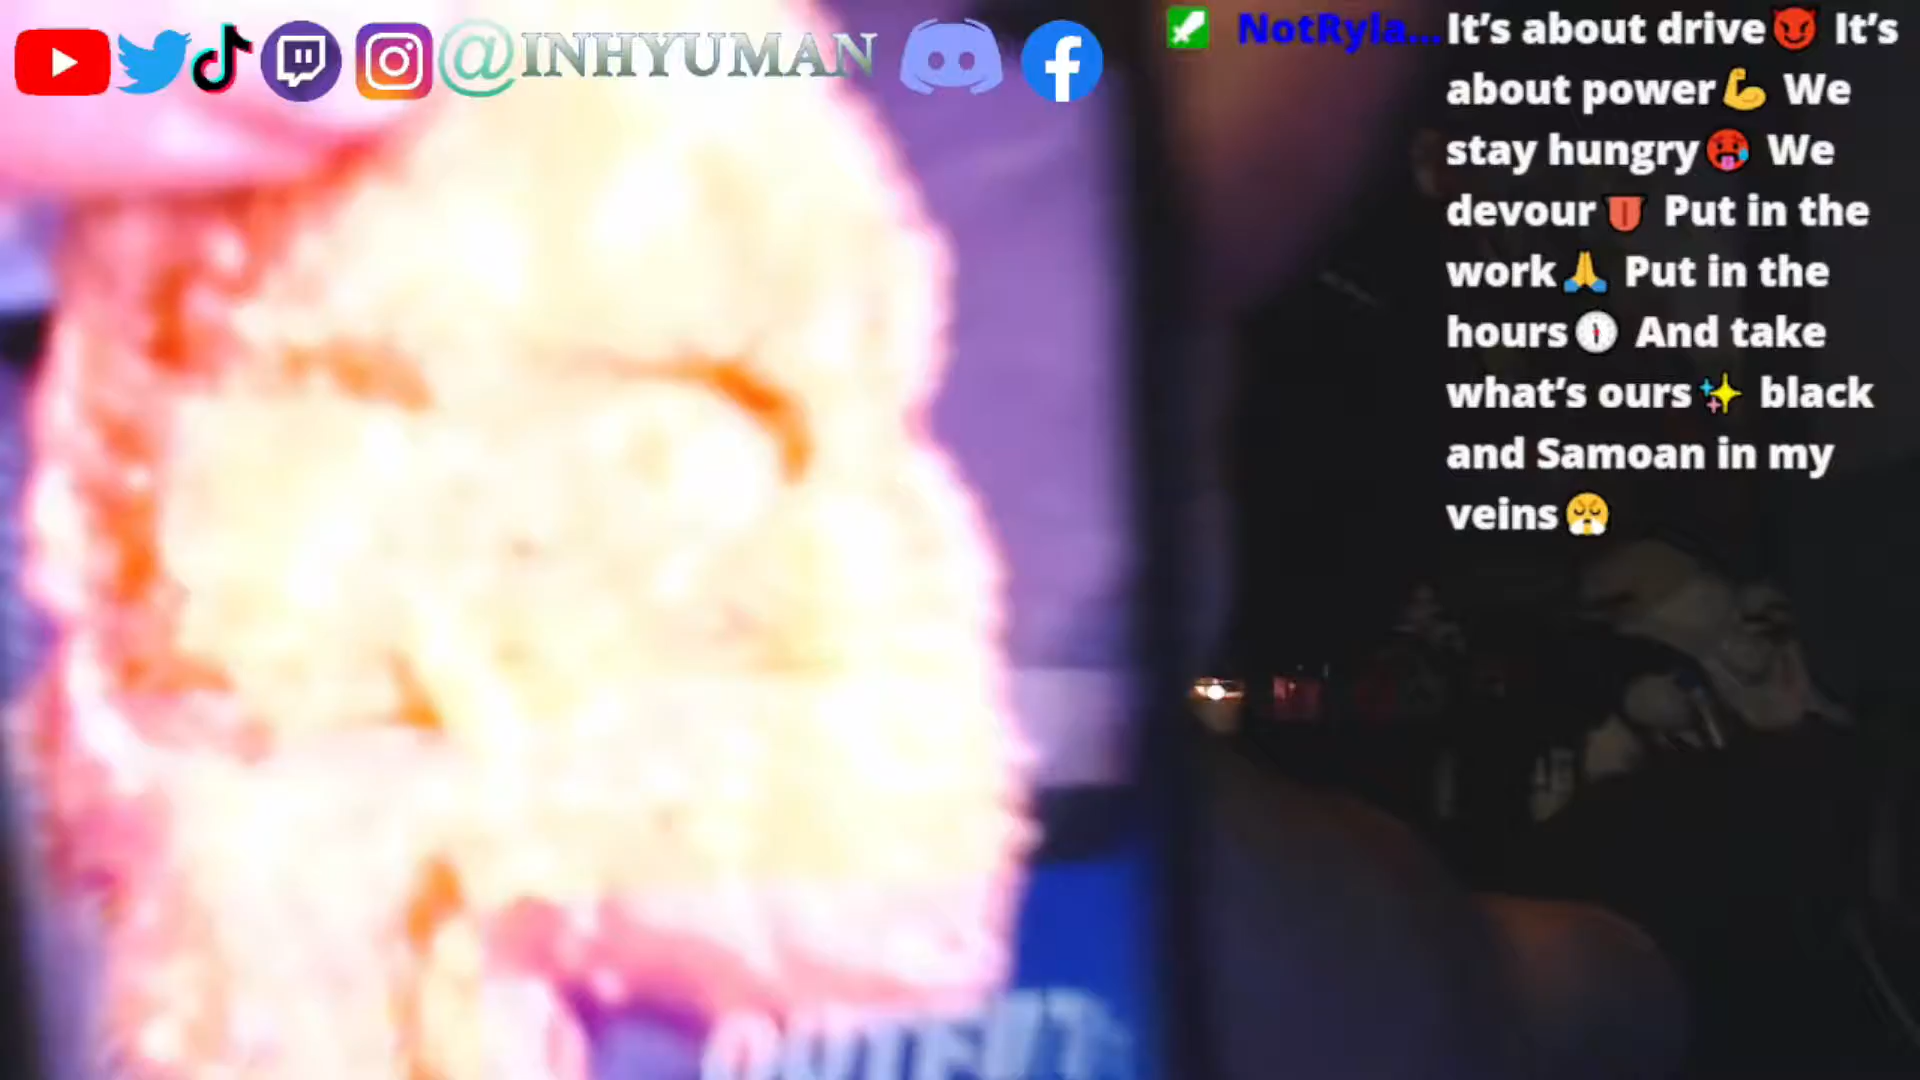 @INHYUMAN
NotRyla... It’s about drive😈 It’s
about power💪 We
stay hungry🥵 We
devour👅 Put in the
work🙏 Put in the
hours🕕 And take
what’s ours✨ black
and Samoan in my
veins😤